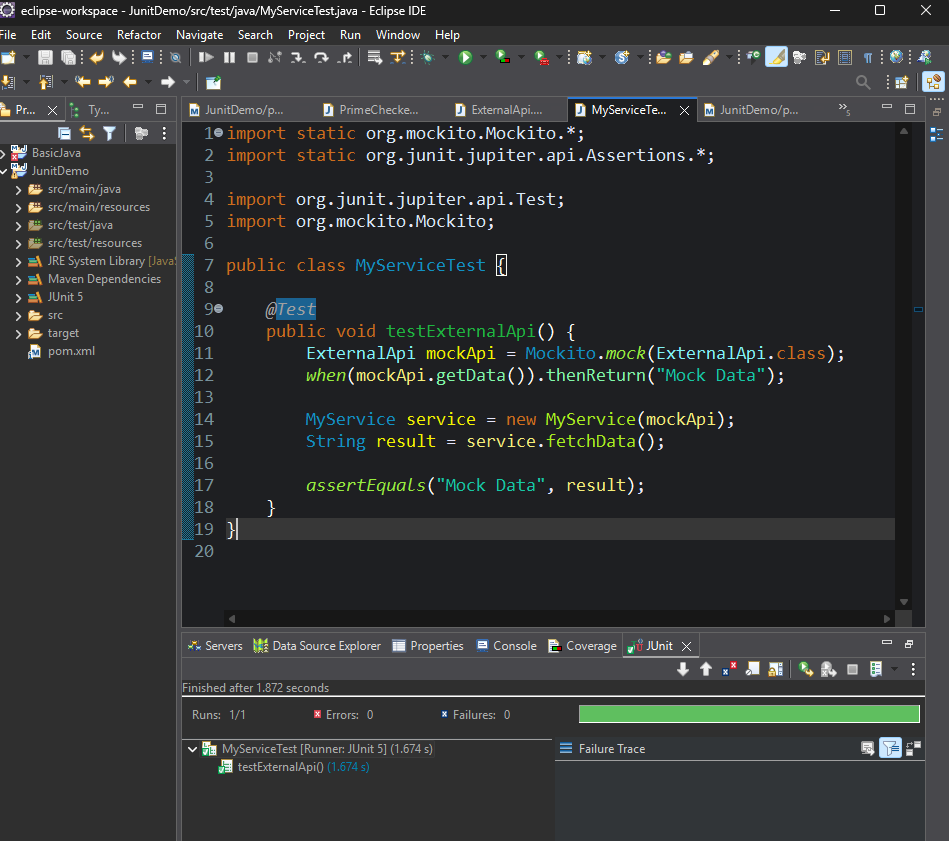 eclipse-workspace - JunitDemo/src/test/java/MyServiceTest.java - Eclipse IDE
File Edit Source Refactor Navigate Search Project Run Window Help
Pr... Ty...
BasicJava
JunitDemo
src/main/java
src/main/resources
src/test/java
src/test/resources
JRE System Library [JavaS
Maven Dependencies
JUnit 5
src
target
pom.xml
JunitDemo/p... PrimeChecke... ExternalApi.... MyServiceTe... JunitDemo/p... »5
1 import static org.mockito.Mockito.*;
2 import static org.junit.jupiter.api.Assertions.*;
3
4 import org.junit.jupiter.api.Test;
5 import org.mockito.Mockito;
6
7 public class MyServiceTest {
8
9     @Test
10     public void testExternalApi() {
11         ExternalApi mockApi = Mockito.mock(ExternalApi.class);
12         when(mockApi.getData()).thenReturn("Mock Data");
13
14         MyService service = new MyService(mockApi);
15         String result = service.fetchData();
16
17         assertEquals("Mock Data", result);
18     }
19 }
20
Servers Data Source Explorer Properties Console Coverage JUnit
Finished after 1.872 seconds
Runs: 1/1 Errors: 0 Failures: 0
MyServiceTest [Runner: JUnit 5] (1.674 s)
testExternalApi() (1.674 s)
Failure Trace